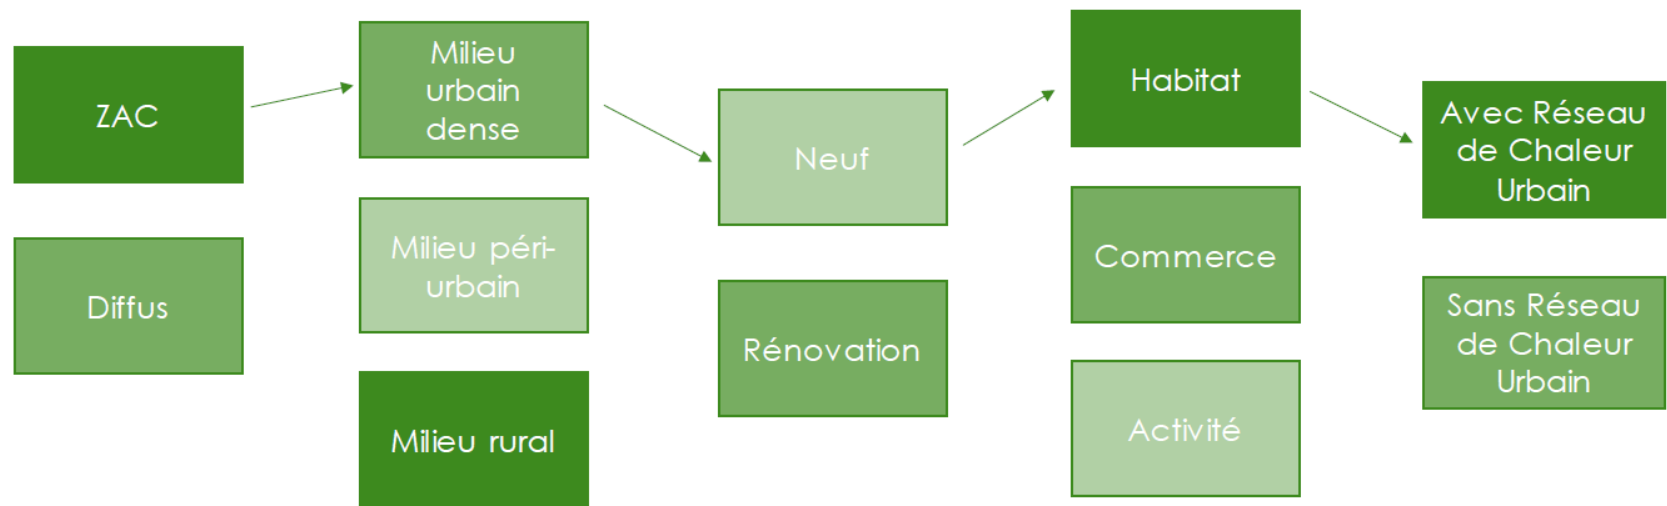 ZAC
Diffus
Milieu
urbain
dense
Milieu péri-
urbain
Milieu rural
Neuf
Rénovation
Habitat
Commerce
Activité
Avec Réseau
de Chaleur
Urbain
Sans Réseau
de Chaleur
Urbain